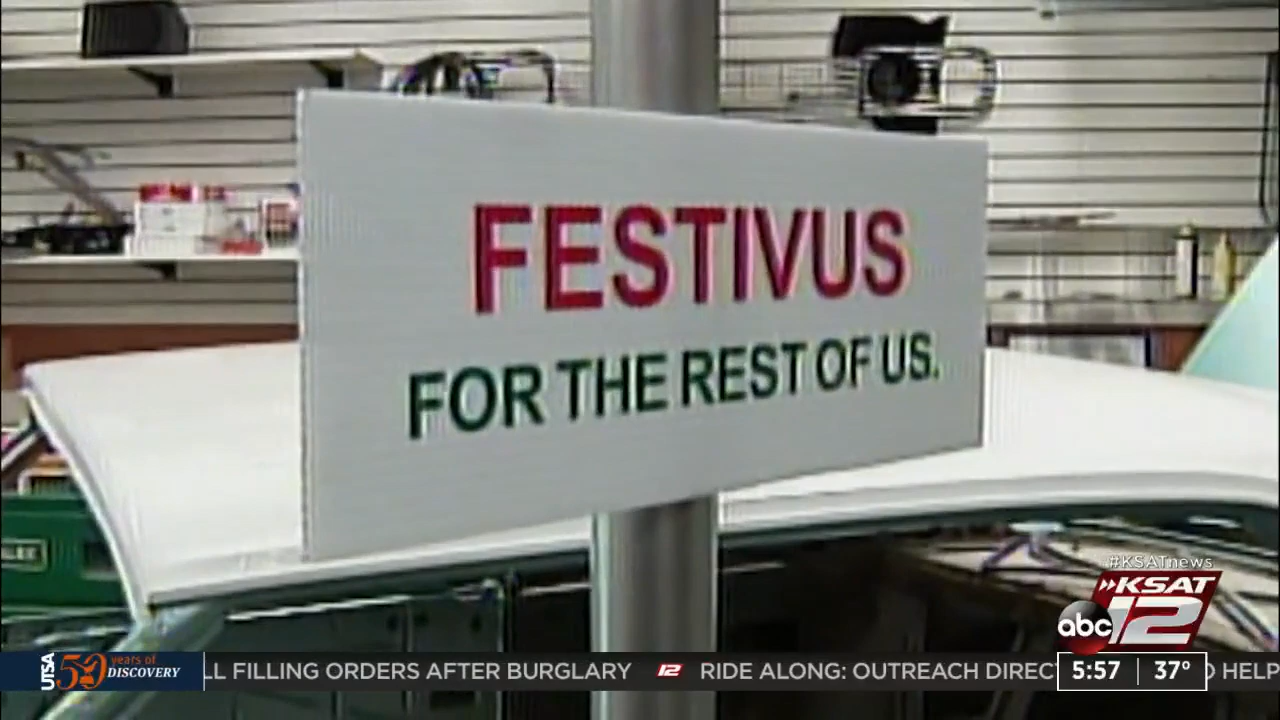 FESTIVUS
FOR THE REST OF US.
#KSATnews
KSAT
abc 12
UTSA 50 years of DISCOVERY
LL FILLING ORDERS AFTER BURGLARY 12 RIDE ALONG: OUTREACH DIREC
5:57 37°
HELP